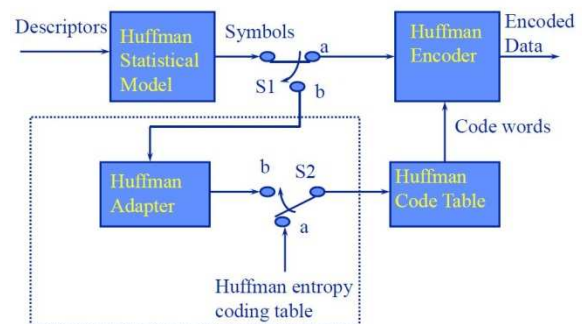 Descriptors
Huffman
Statistical
Model
Symbols
a
S1
b
Huffman
Encoder
Encoded
Data
Code words
Huffman
Adapter
b
S2
a
Huffman
Code Table
Huffman entropy
coding table